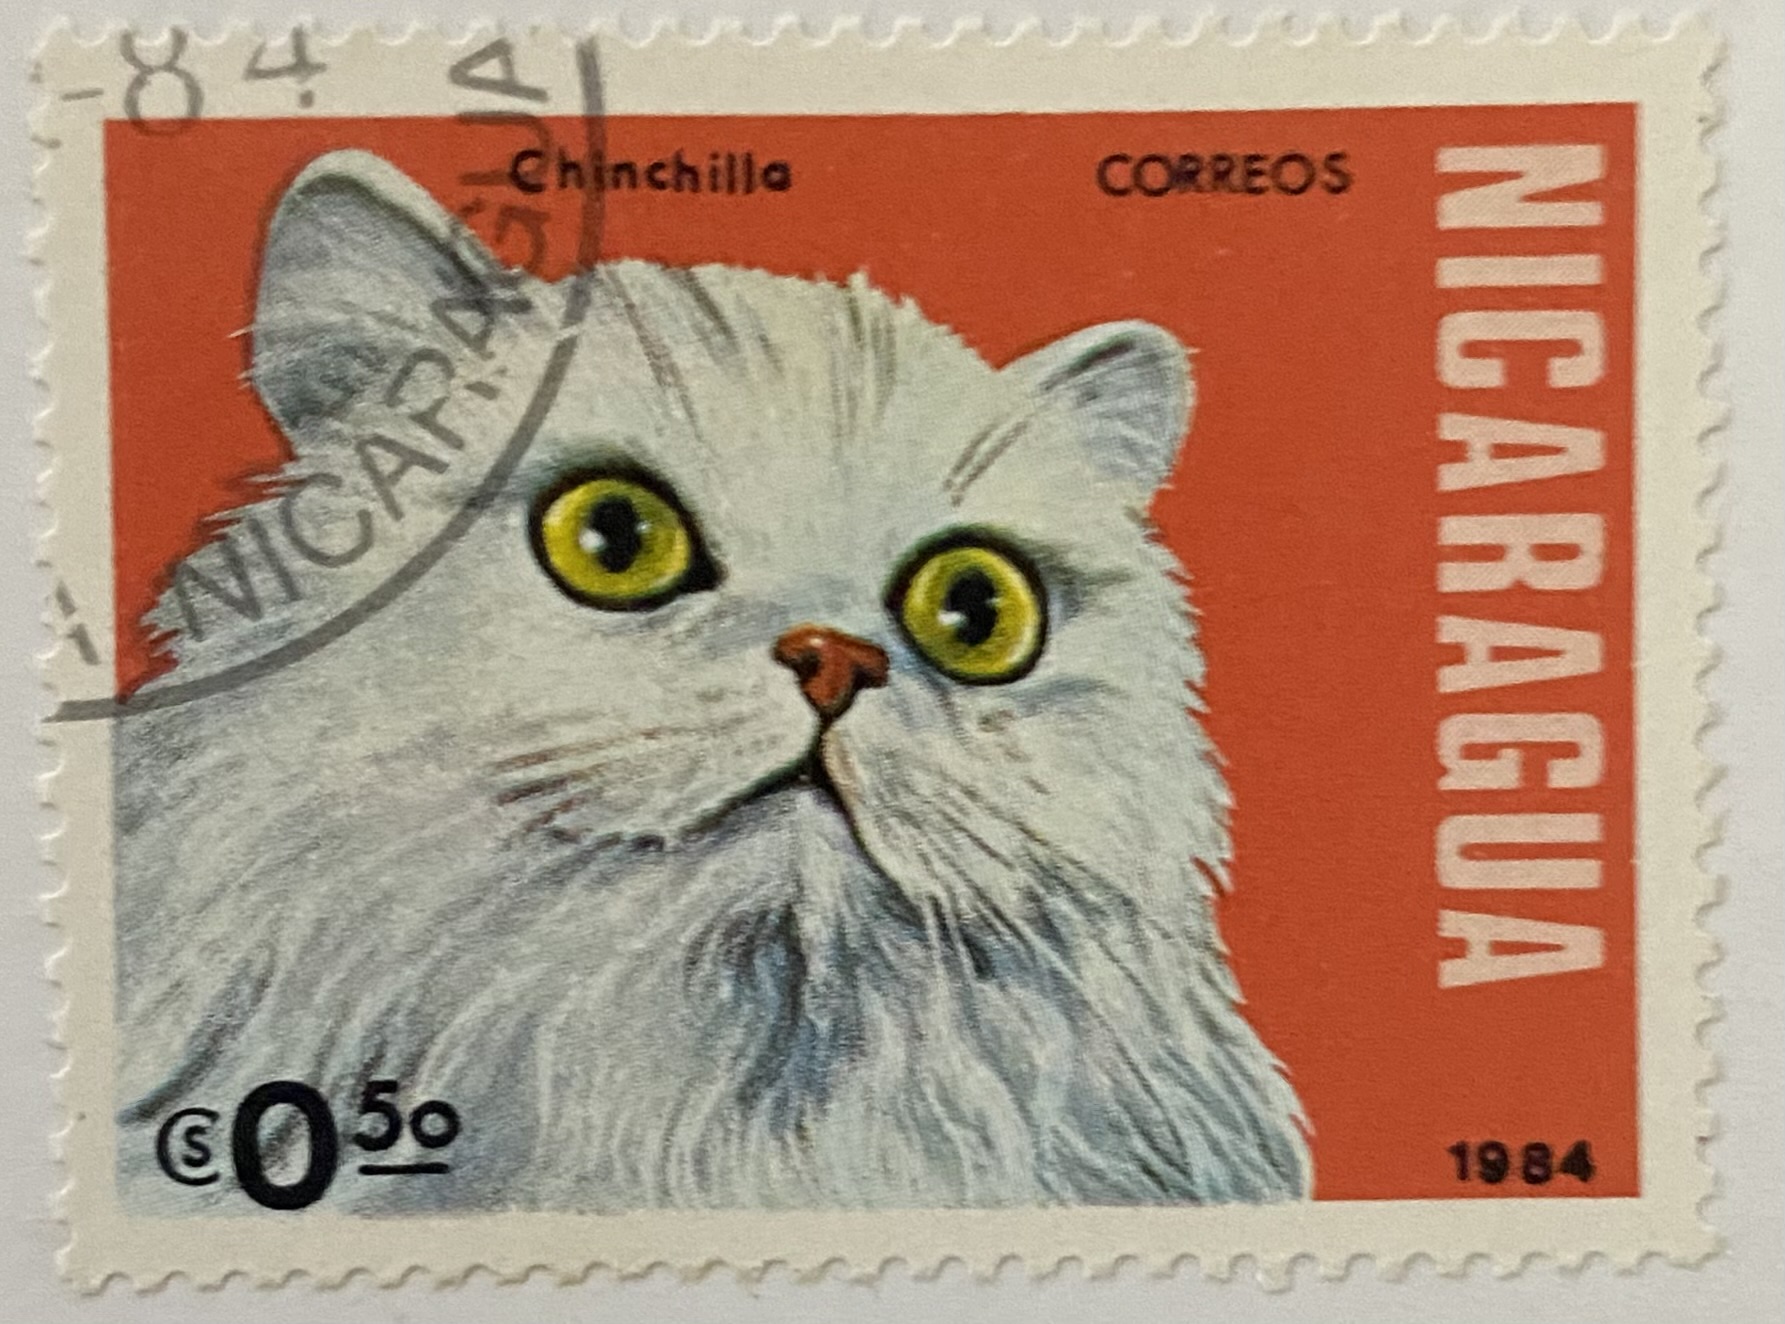 -84.
NICARAGUA
Chinchilla
CORREOS
NICARAGUA
C$0.50
1984